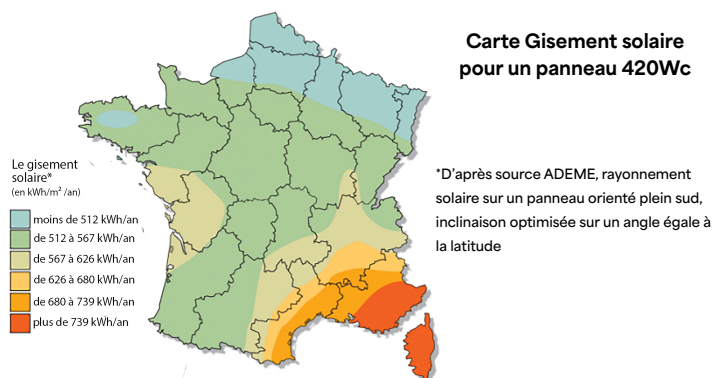 Carte Gisement solaire
pour un panneau 420Wc
Le gisement
solaire*
(en kWh/m² /an)
moins de 512 kWh/an
de 512 à 567 kWh/an
de 567 à 626 kWh/an
de 626 à 680 kWh/an
de 680 à 739 kWh/an
plus de 739 kWh/an
*D'après source ADEME, rayonnement
solaire sur un panneau orienté plein sud,
inclinaison optimisée sur un angle égale à
la latitude